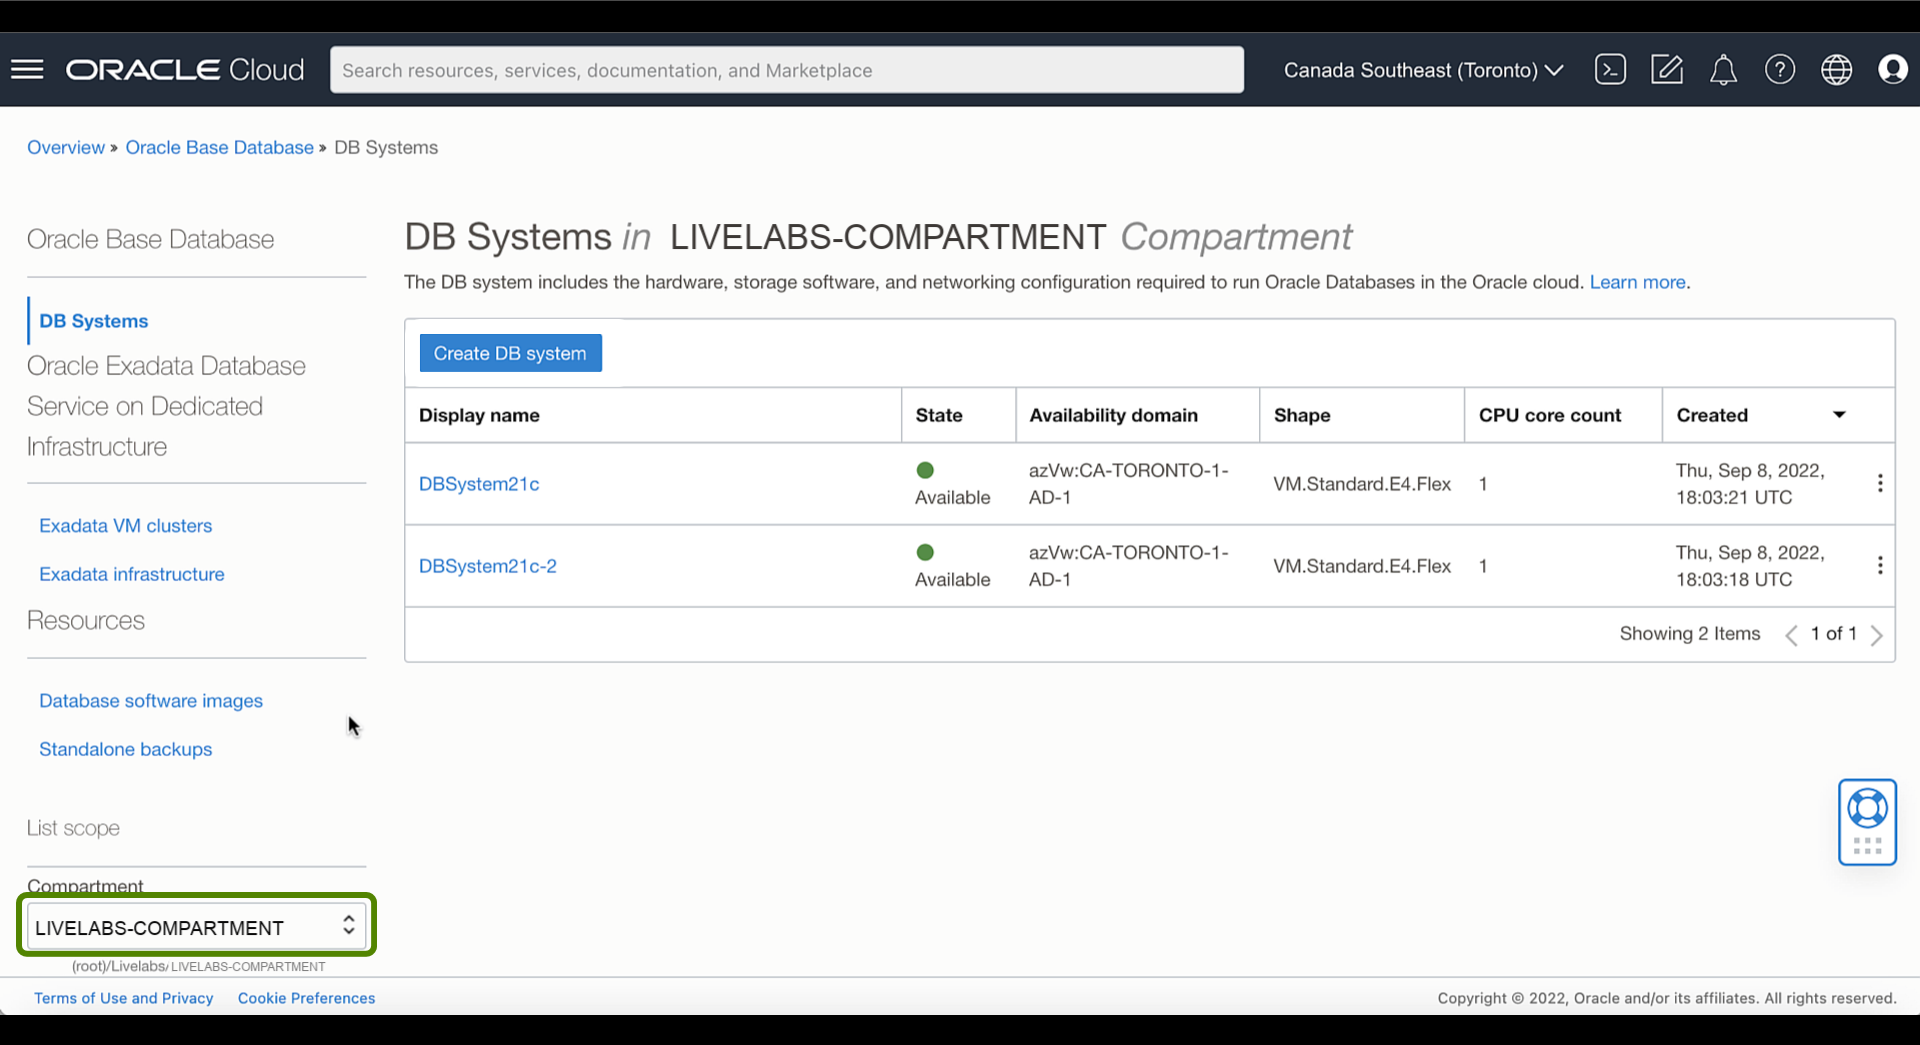 ORACLE Cloud
Search resources, services, documentation, and Marketplace
Canada Southeast (Toronto)
Overview » Oracle Base Database » DB Systems
Oracle Base Database
DB Systems
Oracle Exadata Database
Service on Dedicated
Infrastructure
Exadata VM clusters
Exadata infrastructure
Resources
Database software images
Standalone backups
List scope
Compartment
LIVELABS-COMPARTMENT
(root)/Livelabs/LIVELABS-COMPARTMENT
DB Systems in LIVELABS-COMPARTMENT Compartment
The DB system includes the hardware, storage software, and networking configuration required to run Oracle Databases in the Oracle cloud. Learn more.
Create DB system
Display name State Availability domain Shape CPU core count Created
DBSystem21c Available azVw:CA-TORONTO-1- VM.Standard.E4.Flex 1 Thu, Sep 8, 2022,
AD-1 18:03:21 UTC
DBSystem21c-2 Available azVw:CA-TORONTO-1- VM.Standard.E4.Flex 1 Thu, Sep 8, 2022,
AD-1 18:03:18 UTC
Showing 2 Items 1 of 1
Terms of Use and Privacy Cookie Preferences
Copyright © 2022, Oracle and/or its affiliates. All rights reserved.